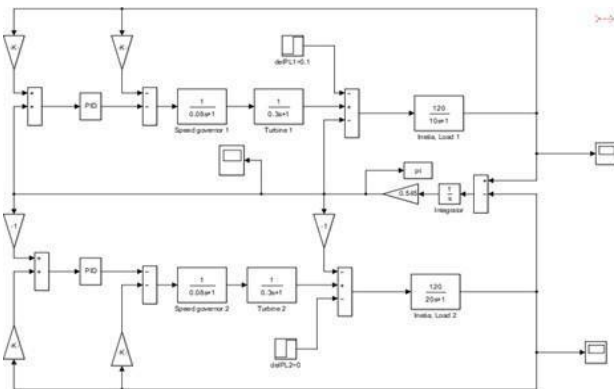 -K-
-K-
delPL1=0.1
PID
1
0.08s+1
1
0.3s+1
120
10s+1
Speed governor 1
Turbine 1
Inertia, Load 1
0.545
1
s
Integrator
-1
-1
PID
1
0.08s+1
1
0.3s+1
120
20s+1
Speed governor 2
Turbine 2
Inertia, Load 2
-K-
-K-
delPL2=0